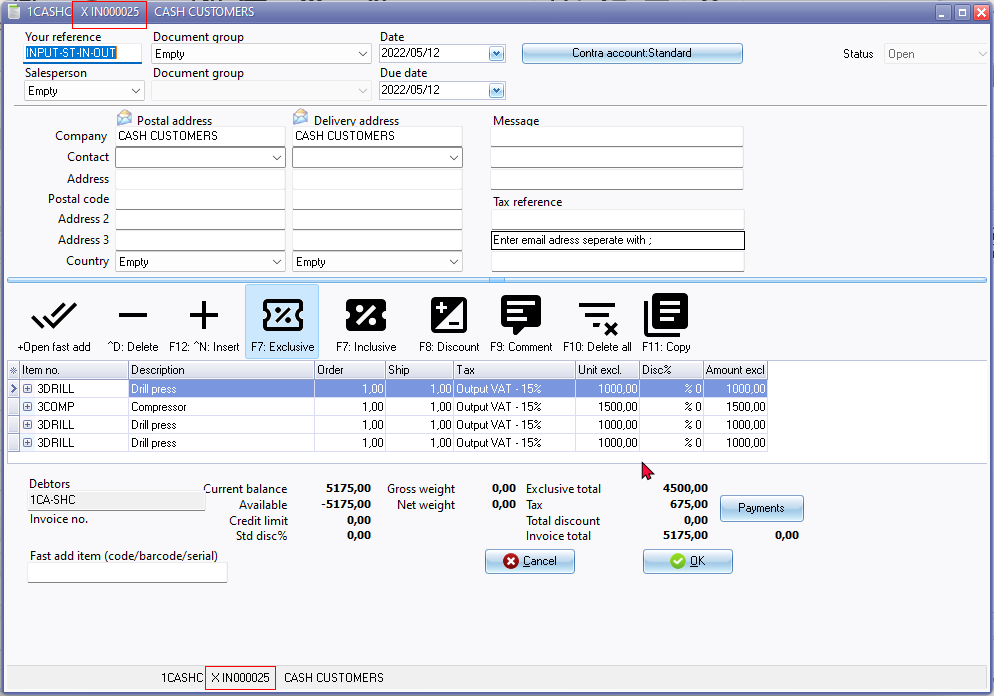 1CASHC X IN000025 CASH CUSTOMERS
Your reference Document group Date
INPUT-ST-IN-OUT Empty 2022/05/12 Contra account:Standard Status Open
Salesperson Document group Due date
Empty 2022/05/12
Postal address Delivery address Message
Company CASH CUSTOMERS CASH CUSTOMERS
Contact
Address
Postal code Tax reference
Address 2
Address 3 Enter email adress seperate with ;
Country Empty Empty
+Open fast add ^D: Delete F12: ^N: Insert F7: Exclusive F7: Inclusive F8: Discount F9: Comment F10: Delete all F11: Copy
Item no. Description Order Ship Tax Unit excl. Disc% Amount excl
3DRILL Drill press 1,00 1,00 Output VAT - 15% 1000,00 % 0 1000,00
3COMP Compressor 1,00 1,00 Output VAT - 15% 1500,00 % 0 1500,00
3DRILL Drill press 1,00 1,00 Output VAT - 15% 1000,00 % 0 1000,00
3DRILL Drill press 1,00 1,00 Output VAT - 15% 1000,00 % 0 1000,00
Debtors Current balance 5175,00 Gross weight 0,00 Exclusive total 4500,00
1CA-SHC Available -5175,00 Net weight 0,00 Tax 675,00 Payments
Invoice no. Credit limit 0,00 Total discount 0,00
Std disc% 0,00 Invoice total 5175,00 0,00
Fast add item (code/barcode/serial) Cancel OK
1CASHC X IN000025 CASH CUSTOMERS